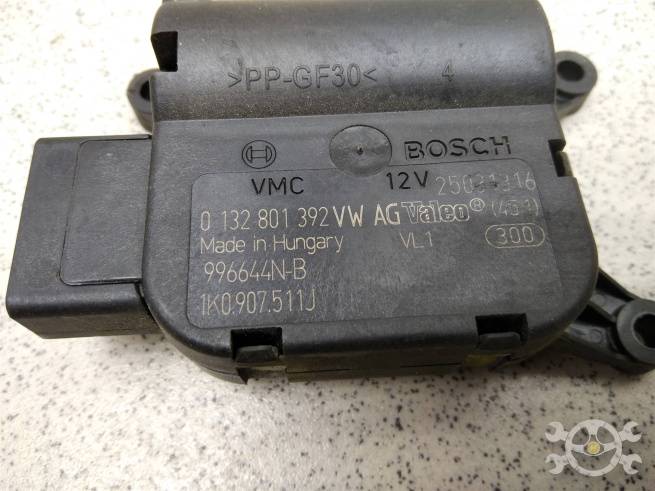 >PP-GF30< 4
BOSCH
VMC 12V
0 132 801 392 VW AG Valeo® (4G1)
Made in Hungary VL1 300
996644N-B
1K0.907.511J